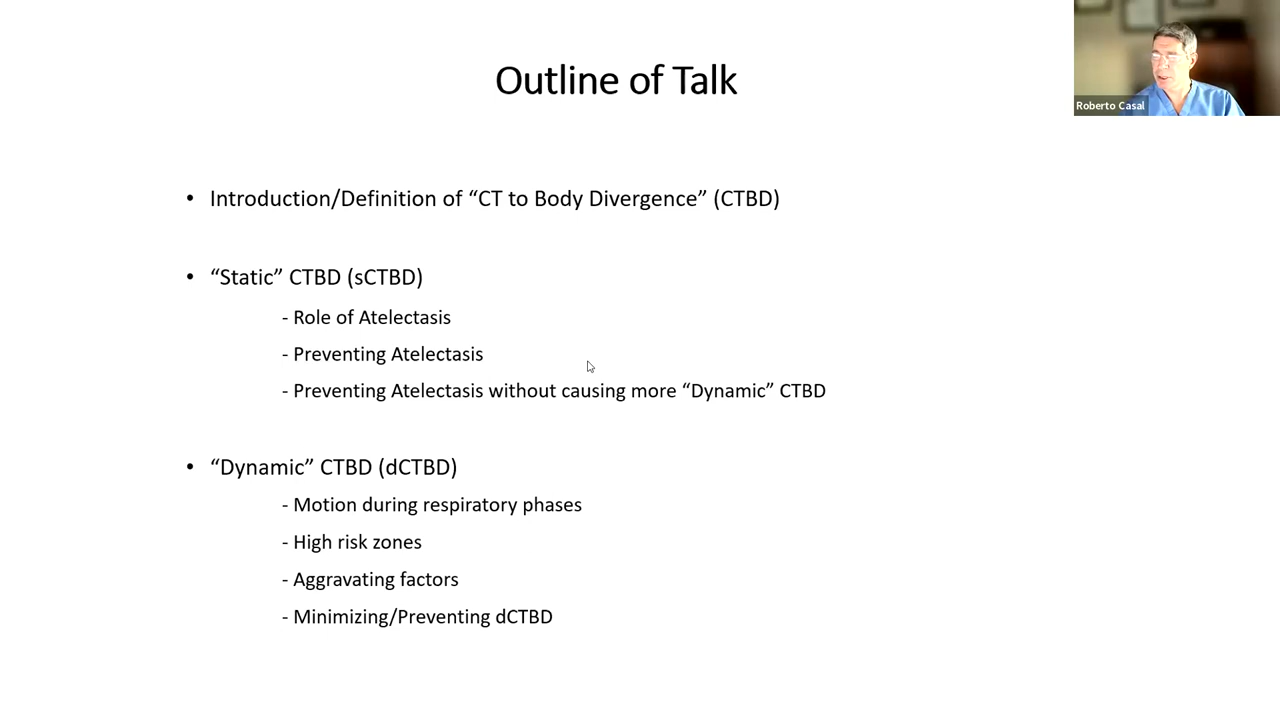 Outline of Talk
Roberto Casal
• Introduction/Definition of “CT to Body Divergence” (CTBD)
• “Static” CTBD (sCTBD)
- Role of Atelectasis
- Preventing Atelectasis
- Preventing Atelectasis without causing more “Dynamic” CTBD
• “Dynamic” CTBD (dCTBD)
- Motion during respiratory phases
- High risk zones
- Aggravating factors
- Minimizing/Preventing dCTBD